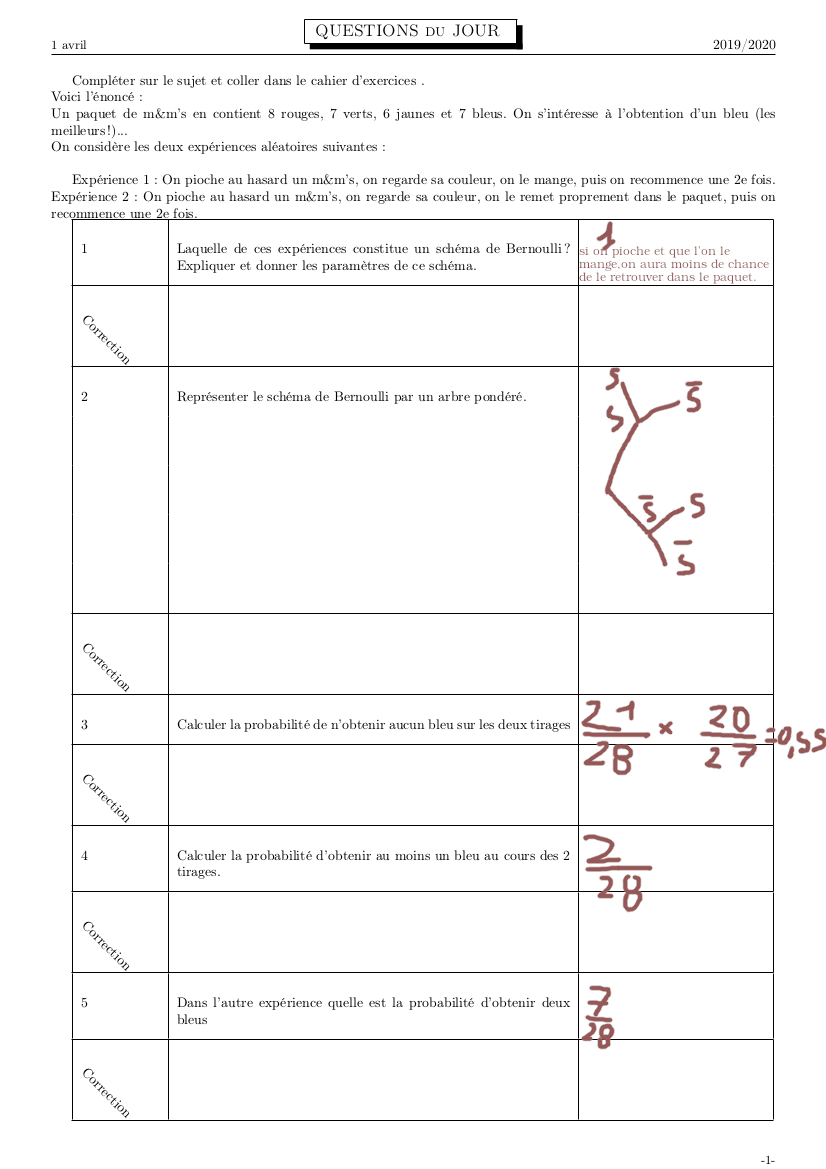 QUESTIONS DU JOUR
1 avril 2019/2020
Compléter sur le sujet et coller dans le cahier d'exercices .
Voici l'énoncé :
Un paquet de m&m's en contient 8 rouges, 7 verts, 6 jaunes et 7 bleus. On s'intéresse à l'obtention d'un bleu (les
meilleurs!)...
On considère les deux expériences aléatoires suivantes :
Expérience 1 : On pioche au hasard un m&m's, on regarde sa couleur, on le mange, puis on recommence une 2e fois.
Expérience 2 : On pioche au hasard un m&m's, on regarde sa couleur, on le remet proprement dans le paquet, puis on
recommence une 2e fois.
1
1
Laquelle de ces expériences constitue un schéma de Bernoulli ?
Expliquer et donner les paramètres de ce schéma.
si on pioche et que l'on le
mange,on aura moins de chance
de le retrouver dans le paquet.
Correction
2
Représenter le schéma de Bernoulli par un arbre pondéré.
S
S̅
S
S̅ S
S̅
Correction
3
Calculer la probabilité de n'obtenir aucun bleu sur les deux tirages
21/28 × 20/27 =0,55
Correction
4
Calculer la probabilité d'obtenir au moins un bleu au cours des 2
tirages.
2/28
Correction
5
Dans l'autre expérience quelle est la probabilité d'obtenir deux
bleus
7/28
Correction
-1-